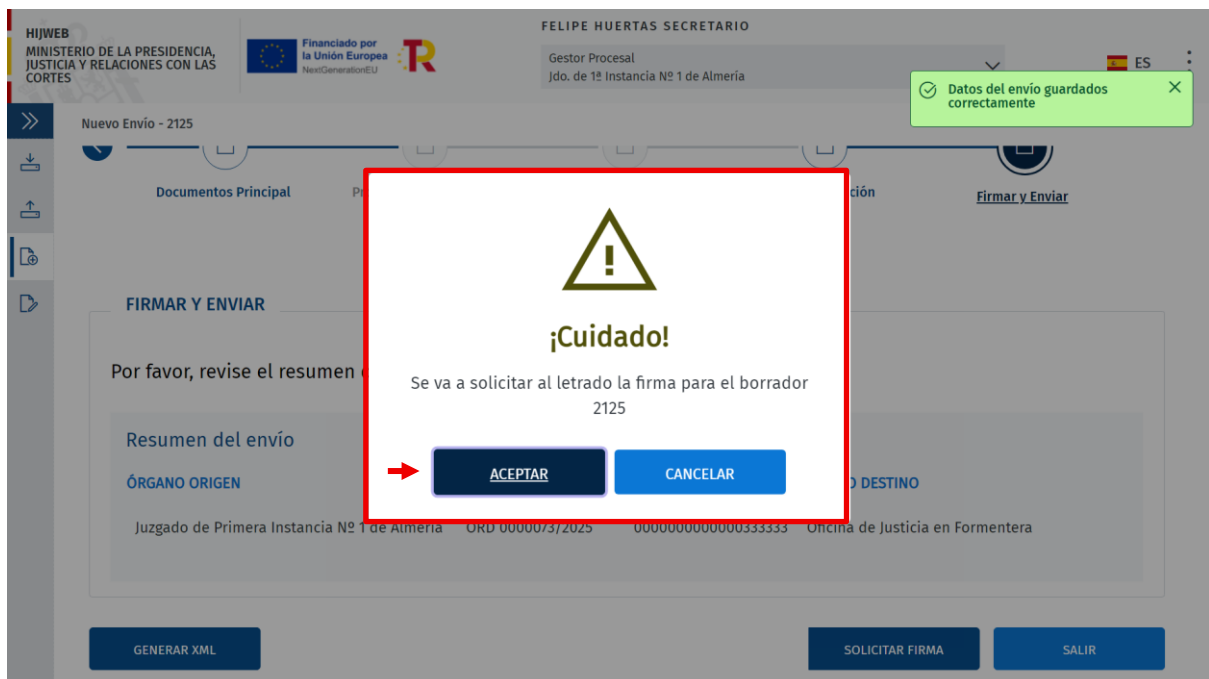 HIJWEB
MINISTERIO DE LA PRESIDENCIA,
JUSTICIA Y RELACIONES CON LAS
CORTES
Financiado por
la Unión Europea
NextGenerationEU
R
FELIPE HUERTAS SECRETARIO
Gestor Procesal
Jdo. de 1ª Instancia Nº 1 de Almería
ES
Datos del envío guardados
correctamente
Nuevo Envío - 2125
Documentos Principal
Firmar y Enviar
FIRMAR Y ENVIAR
Por favor, revise el resumen
¡Cuidado!
Se va a solicitar al letrado la firma para el borrador
2125
ACEPTAR
CANCELAR
Resumen del envío
ÓRGANO ORIGEN
DESTINO
Juzgado de Primera Instancia Nº 1 de Almería ORD 0000073/2025 0000000000000333333 Oficina de Justicia en Formentera
GENERAR XML
SOLICITAR FIRMA
SALIR